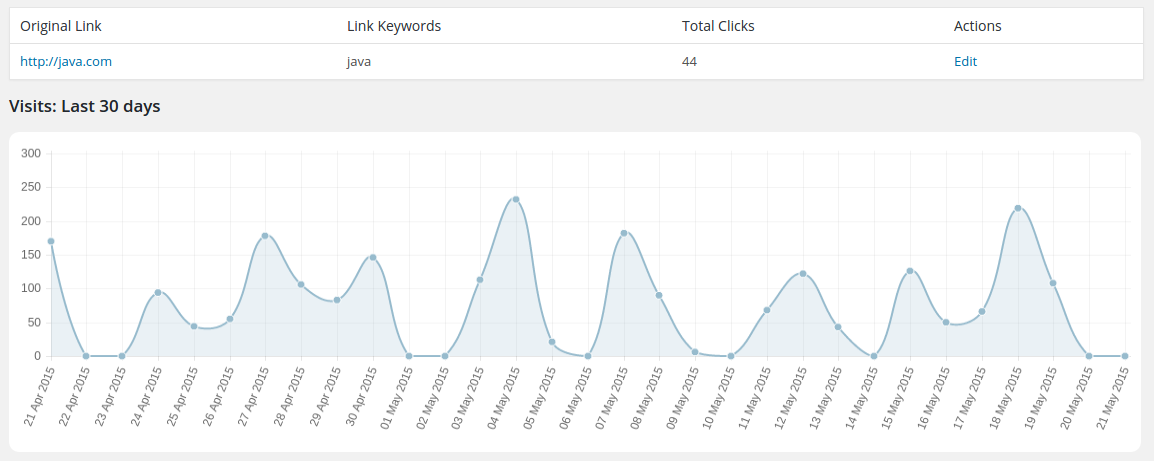 Original Link Link Keywords Total Clicks Actions
http://java.com java 44 Edit
Visits: Last 30 days
300
250
200
150
100
50
0
21 Apr 2015 22 Apr 2015 23 Apr 2015 24 Apr 2015 25 Apr 2015 26 Apr 2015 27 Apr 2015 28 Apr 2015 29 Apr 2015 30 Apr 2015 01 May 2015 02 May 2015 03 May 2015 04 May 2015 05 May 2015 06 May 2015 07 May 2015 08 May 2015 09 May 2015 10 May 2015 11 May 2015 12 May 2015 13 May 2015 14 May 2015 15 May 2015 16 May 2015 17 May 2015 18 May 2015 19 May 2015 20 May 2015 21 May 2015